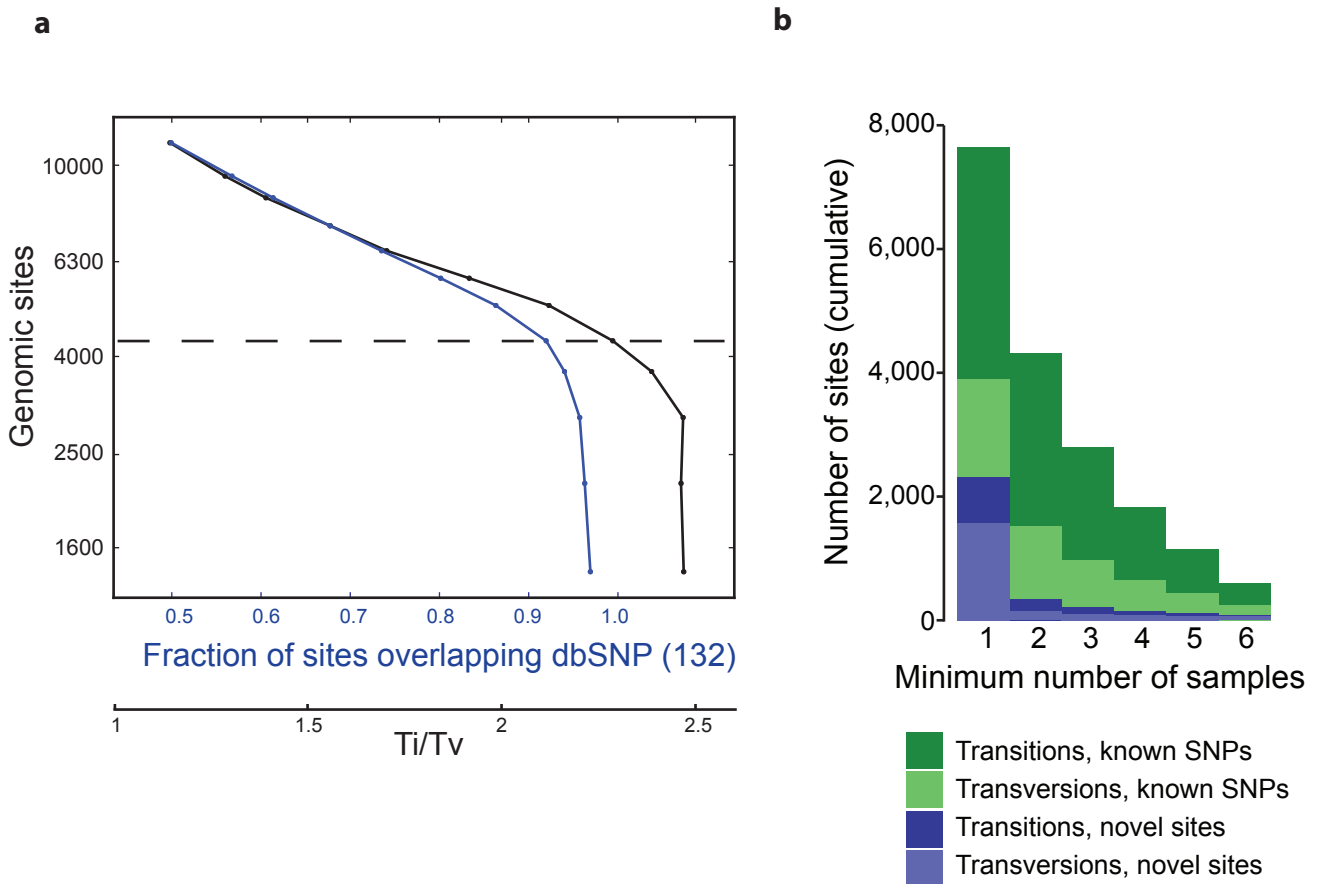 a
10000
6300
4000
2500
1600
Genomic sites
0.5 0.6 0.7 0.8 0.9 1.0
Fraction of sites overlapping dbSNP (132)
1 1.5 2 2.5
Ti/Tv
b
8,000
6,000
4,000
2,000
0
Number of sites (cumulative)
1 2 3 4 5 6
Minimum number of samples
Transitions, known SNPs
Transversions, known SNPs
Transitions, novel sites
Transversions, novel sites